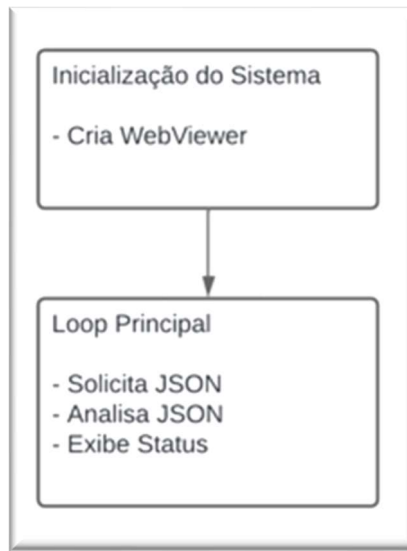 Inicialização do Sistema
- Cria WebViewer
Loop Principal
- Solicita JSON
- Analisa JSON
- Exibe Status